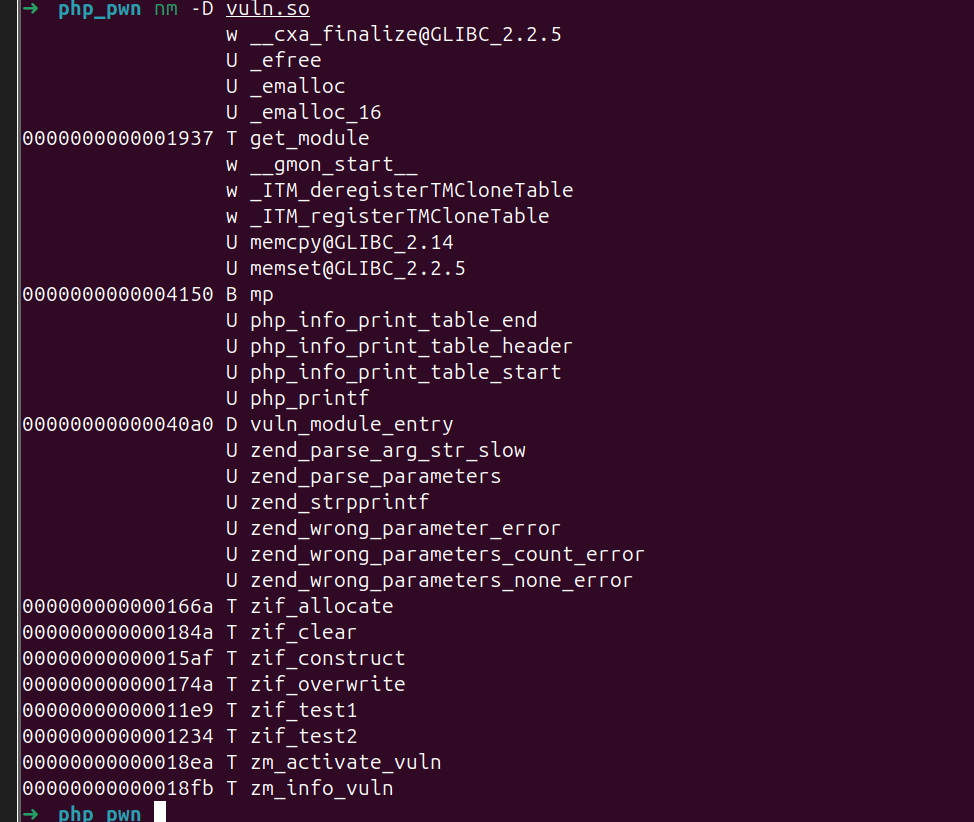 ➜  php_pwn nm -D vuln.so
                 w __cxa_finalize@GLIBC_2.2.5
                 U _efree
                 U _emalloc
                 U _emalloc_16
0000000000001937 T get_module
                 w __gmon_start__
                 w _ITM_deregisterTMCloneTable
                 w _ITM_registerTMCloneTable
                 U memcpy@GLIBC_2.14
                 U memset@GLIBC_2.2.5
0000000000004150 B mp
                 U php_info_print_table_end
                 U php_info_print_table_header
                 U php_info_print_table_start
                 U php_printf
00000000000040a0 D vuln_module_entry
                 U zend_parse_arg_str_slow
                 U zend_parse_parameters
                 U zend_strpprintf
                 U zend_wrong_parameter_error
                 U zend_wrong_parameters_count_error
                 U zend_wrong_parameters_none_error
000000000000166a T zif_allocate
000000000000184a T zif_clear
00000000000015af T zif_construct
000000000000174a T zif_overwrite
00000000000011e9 T zif_test1
0000000000001234 T zif_test2
00000000000018ea T zm_activate_vuln
00000000000018fb T zm_info_vuln
➜  php_pwn